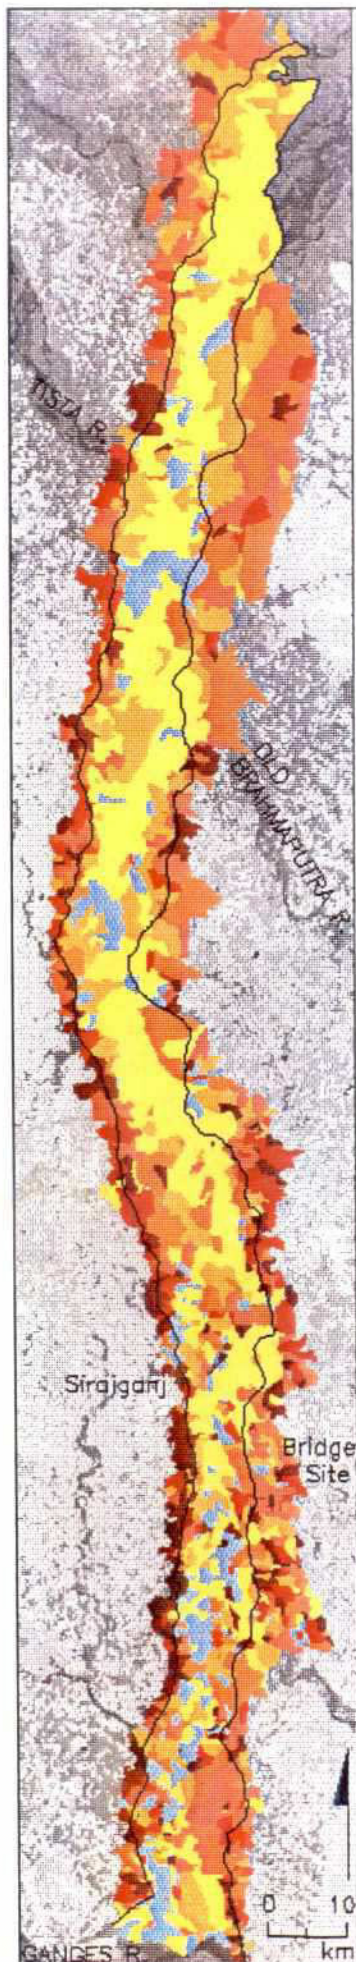 TISTA R.
OLD
BRAHMAPUTRA R.
Sirajganj
Bridge
Site
0 10
km
GANGES R.